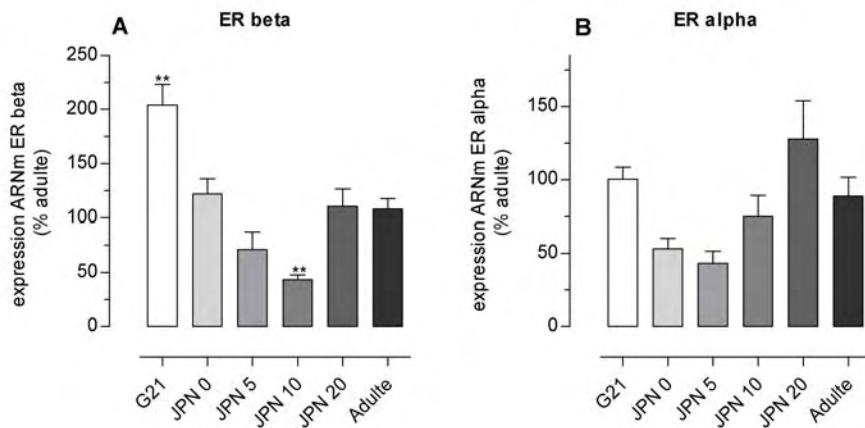 A
ER beta
expression ARNm ER beta
(% adulte)
250
200
150
100
50
0
**
**
G21
JPN 0
JPN 5
JPN 10
JPN 20
Adulte
B
ER alpha
expression ARNm ER alpha
(% adulte)
150
100
50
0
G21
JPN 0
JPN 5
JPN 10
JPN 20
Adulte